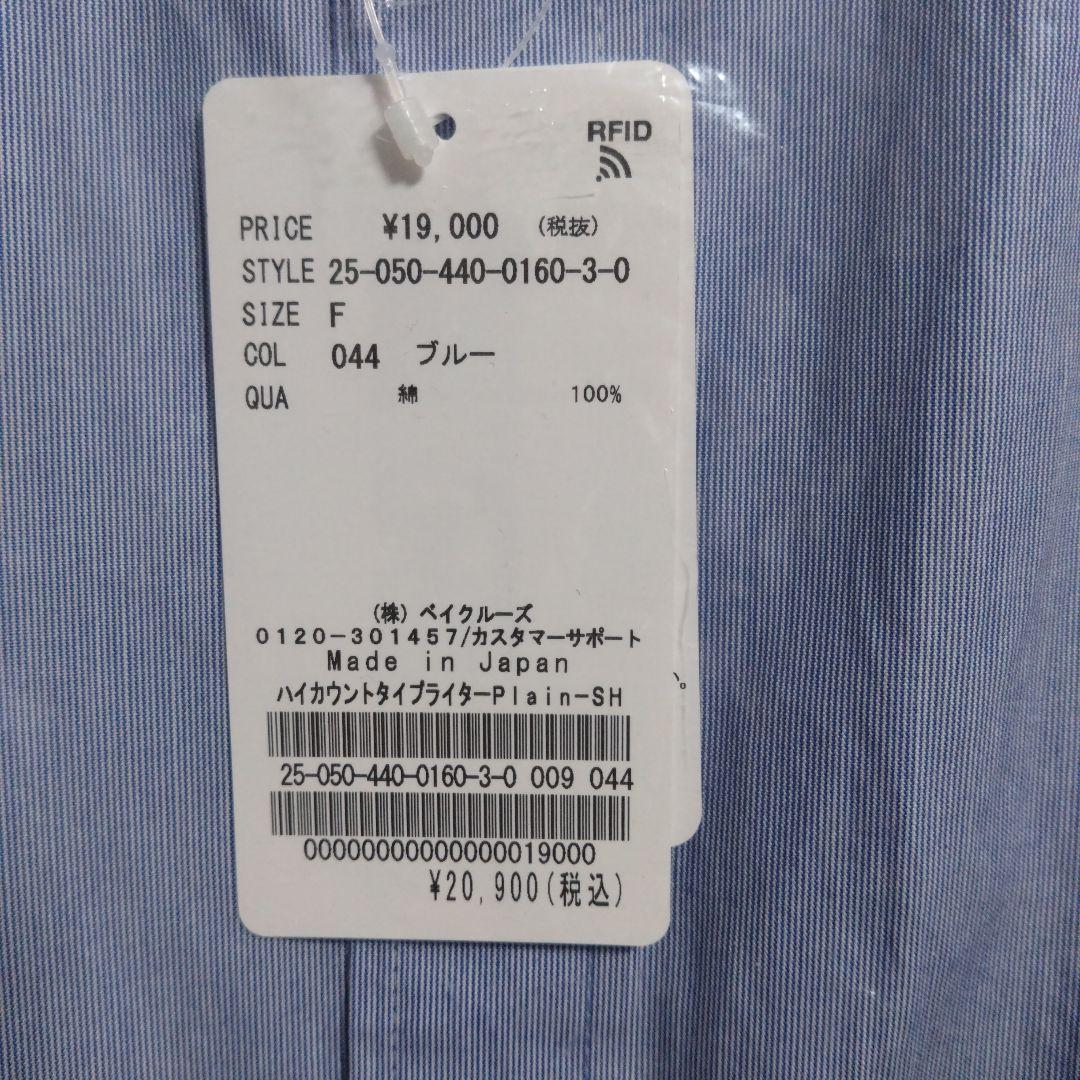 RFID
PRICE ¥19,000 (税抜)
STYLE 25-050-440-0160-3-0
SIZE F
COL 044 ブルー
QUA 綿 100%
(株) ベイクルーズ
0120-301457/カスタマーサポート
Made in Japan
ハイカウントタイプライターPlain-SH
25-050-440-0160-3-0 009 044
00000000000000019000
¥20,900(税込)